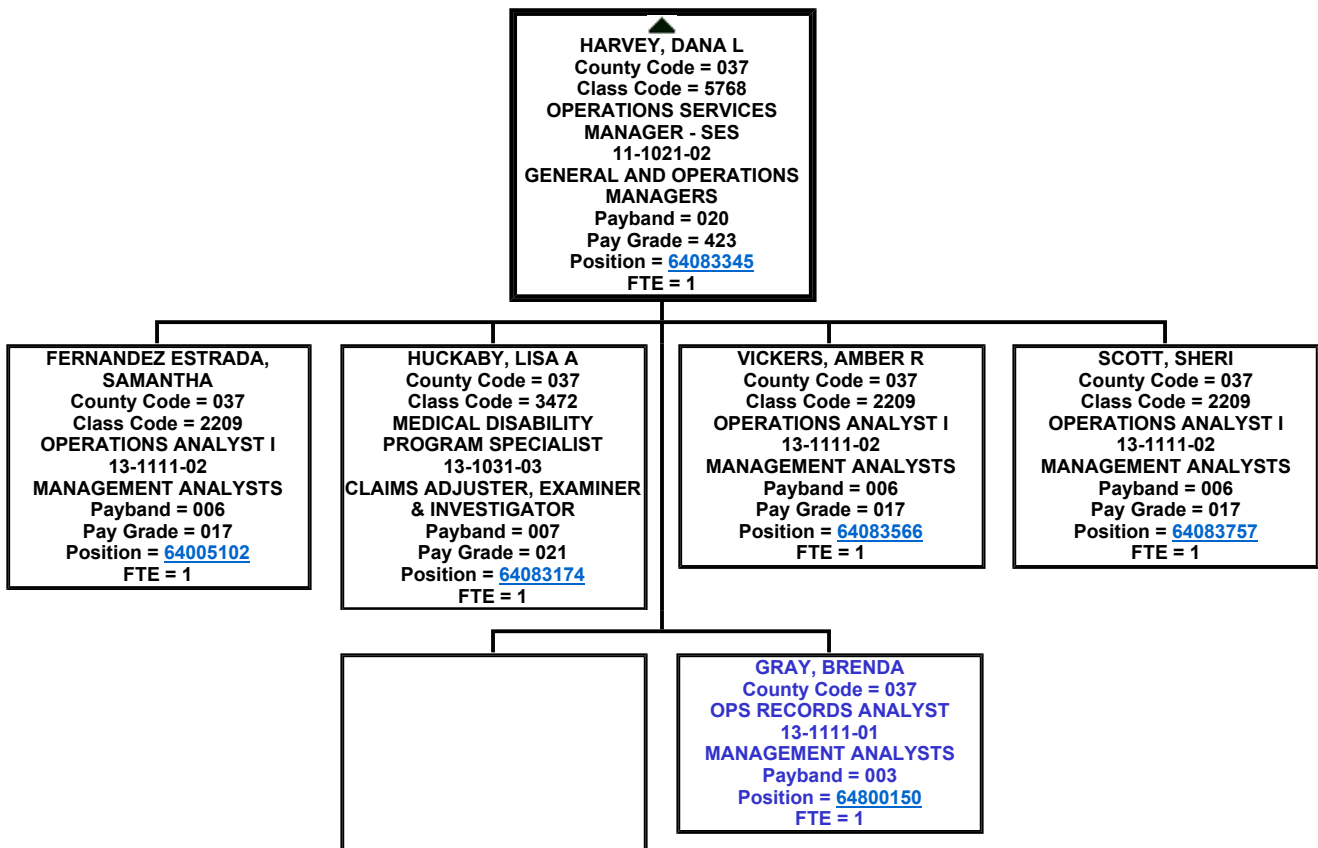 HARVEY, DANA L
County Code = 037
Class Code = 5768
OPERATIONS SERVICES
MANAGER - SES
11-1021-02
GENERAL AND OPERATIONS
MANAGERS
Payband = 020
Pay Grade = 423
Position = 64083345
FTE = 1
FERNANDEZ ESTRADA,
SAMANTHA
County Code = 037
Class Code = 2209
OPERATIONS ANALYST I
13-1111-02
MANAGEMENT ANALYSTS
Payband = 006
Pay Grade = 017
Position = 64005102
FTE = 1
HUCKABY, LISA A
County Code = 037
Class Code = 3472
MEDICAL DISABILITY
PROGRAM SPECIALIST
13-1031-03
CLAIMS ADJUSTER, EXAMINER
& INVESTIGATOR
Payband = 007
Pay Grade = 021
Position = 64083174
FTE = 1
VICKERS, AMBER R
County Code = 037
Class Code = 2209
OPERATIONS ANALYST I
13-1111-02
MANAGEMENT ANALYSTS
Payband = 006
Pay Grade = 017
Position = 64083566
FTE = 1
SCOTT, SHERI
County Code = 037
Class Code = 2209
OPERATIONS ANALYST I
13-1111-02
MANAGEMENT ANALYSTS
Payband = 006
Pay Grade = 017
Position = 64083757
FTE = 1
GRAY, BRENDA
County Code = 037
OPS RECORDS ANALYST
13-1111-01
MANAGEMENT ANALYSTS
Payband = 003
Position = 64800150
FTE = 1